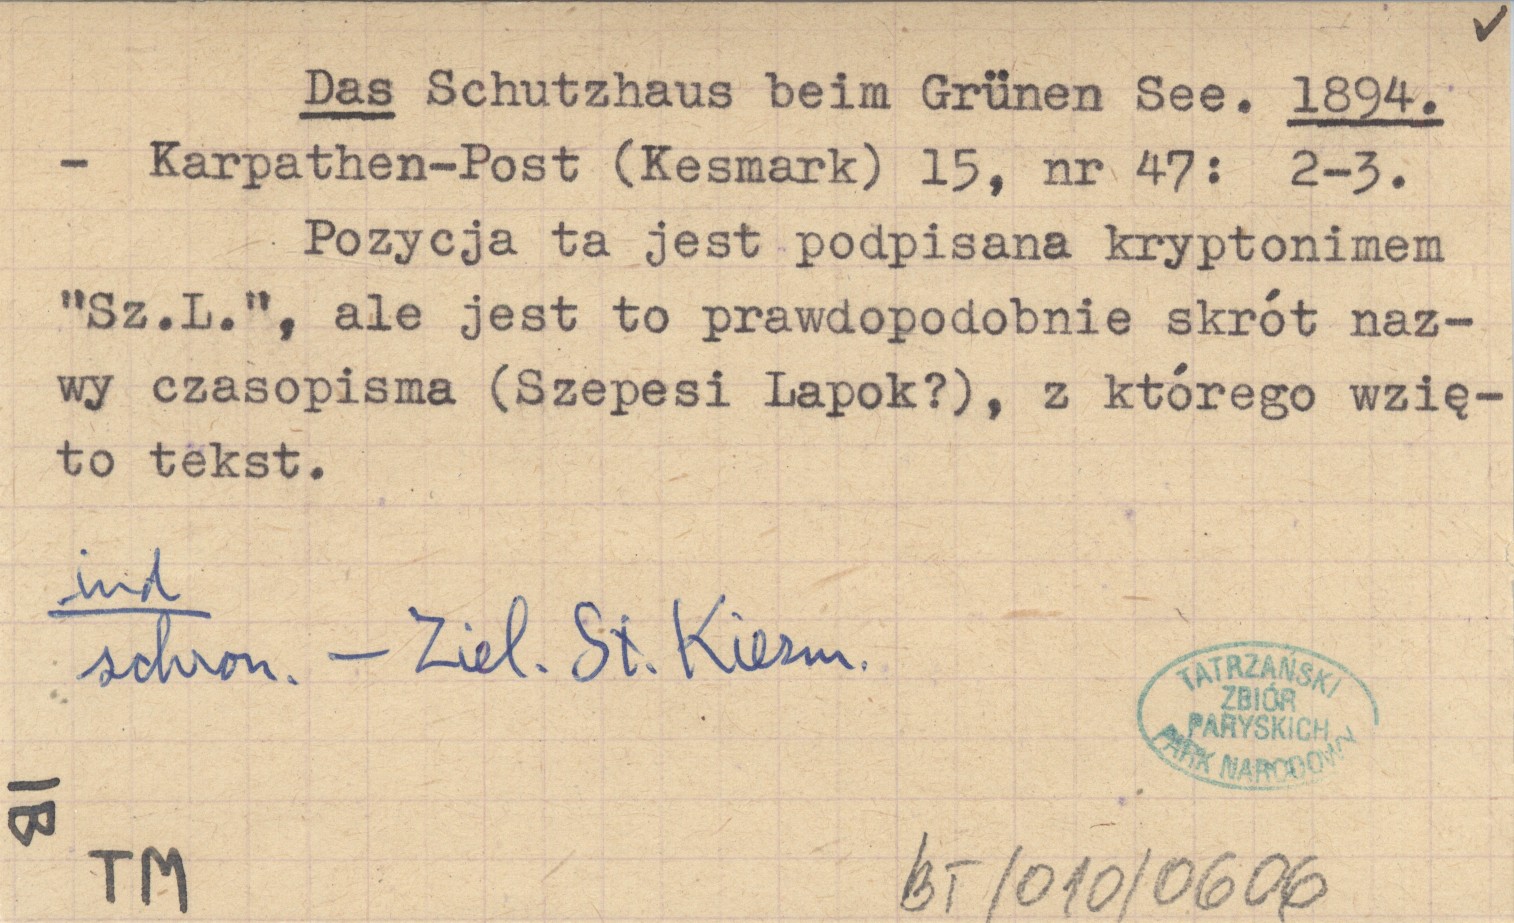 ✓
Das Schutzhaus beim Grünen See. 1894.
- Karpathen-Post (Kesmark) 15, nr 47: 2-3.
Pozycja ta jest podpisana kryptonimem
"Sz.L.", ale jest to prawdopodobnie skrót naz-
wy czasopisma (Szepesi Lapok?), z którego wzię-
to tekst.
ind
schron. — Ziel. St. Kiezm.
TATRZAŃSKI
ZBIÓR
PARYSKICH
PARK NARODOWY
IB
TM
BT/010/0606